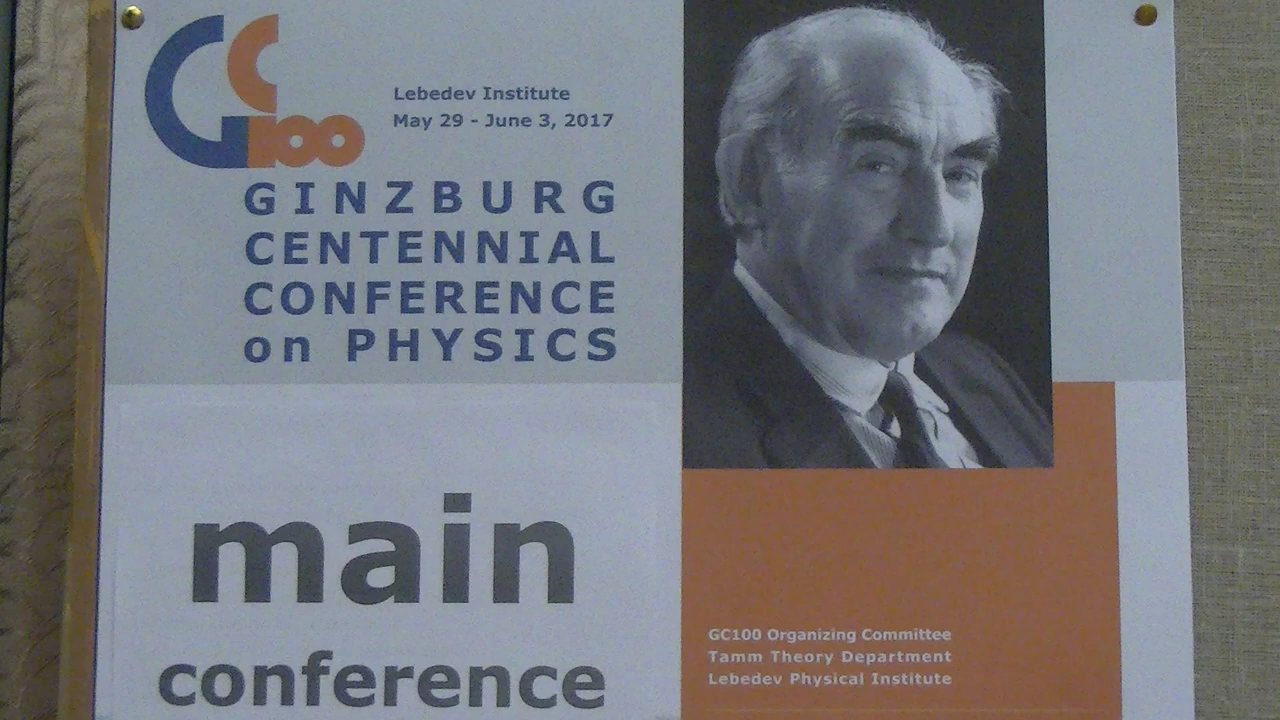 GC100
Lebedev Institute
May 29 - June 3, 2017
GINZBURG
CENTENNIAL
CONFERENCE
on PHYSICS
main
conference
GC100 Organizing Committee
Tamm Theory Department
Lebedev Physical Institute